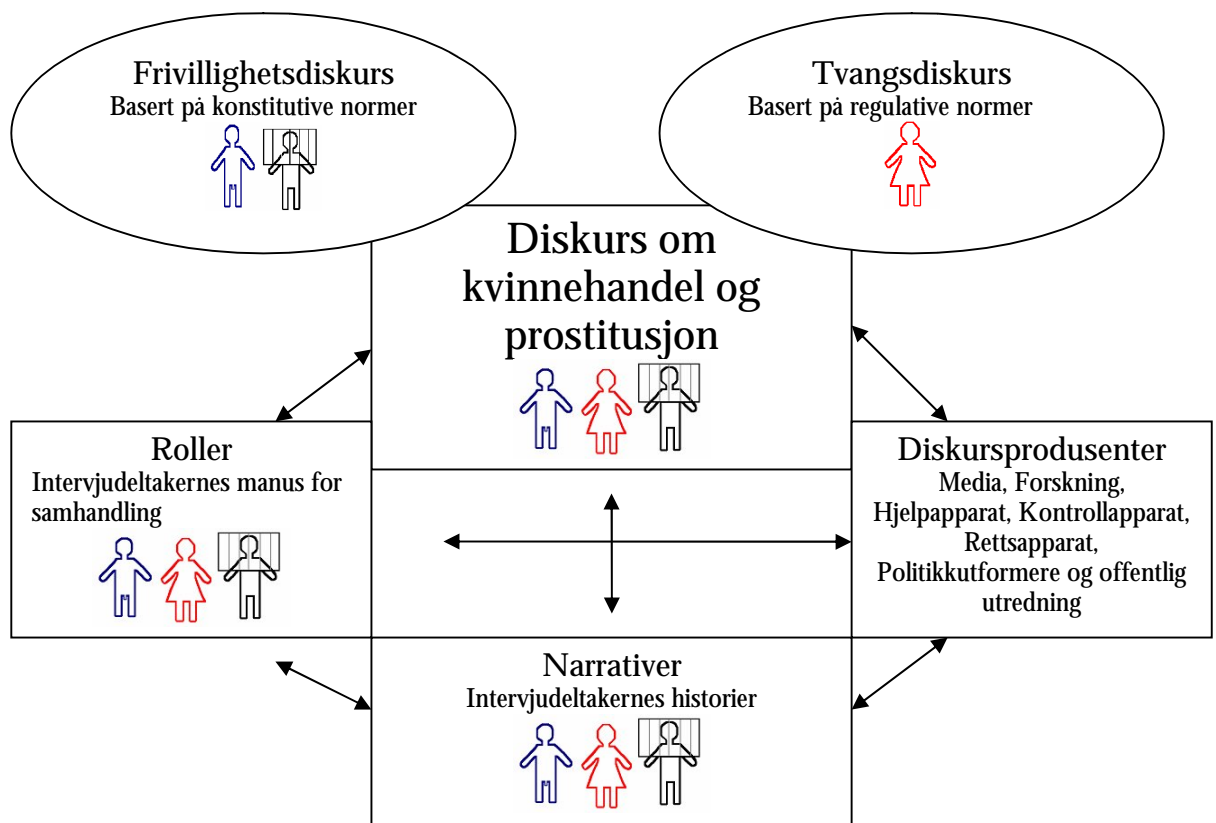 Frivillighetsdiskurs
Basert på konstitutive normer
Tvangsdiskurs
Basert på regulative normer
Diskurs om
kvinnehandel og
prostitusjon
Roller
Intervjudeltakernes manus for
samhandling
Diskursprodusenter
Media, Forskning,
Hjelpapparat, Kontrollapparat,
Rettsapparat,
Politikkutformere og offentlig
utredning
Narrativer
Intervjudeltakernes historier